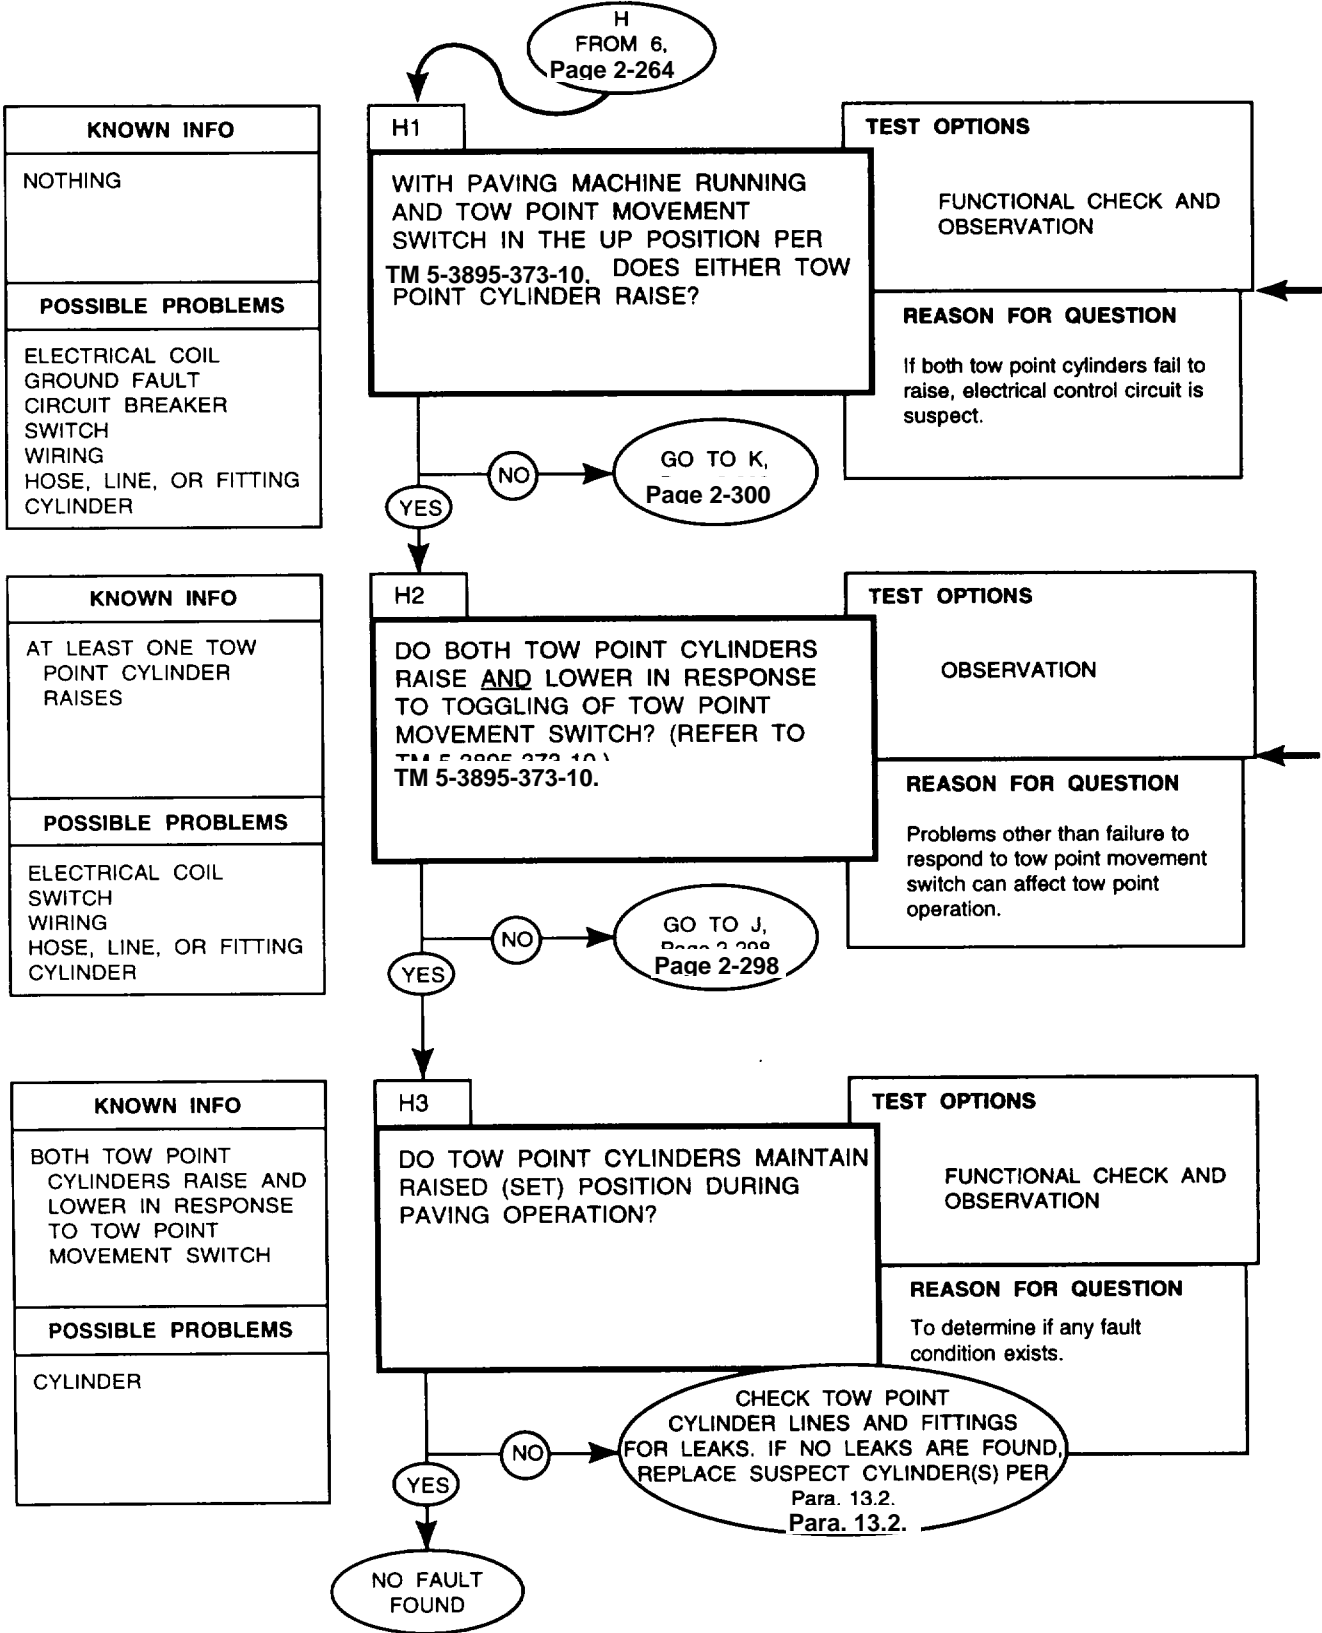 H
FROM 6,
Page 2-264
KNOWN INFO
NOTHING
POSSIBLE PROBLEMS
ELECTRICAL COIL
GROUND FAULT
CIRCUIT BREAKER
SWITCH
WIRING
HOSE, LINE, OR FITTING
CYLINDER
H1
WITH PAVING MACHINE RUNNING
AND TOW POINT MOVEMENT
SWITCH IN THE UP POSITION PER
TM 5-3895-373-10, DOES EITHER TOW
POINT CYLINDER RAISE?
TEST OPTIONS
FUNCTIONAL CHECK AND
OBSERVATION
REASON FOR QUESTION
If both tow point cylinders fail to
raise, electrical control circuit is
suspect.
NO
GO TO K,
Page 2-300
YES
KNOWN INFO
AT LEAST ONE TOW
POINT CYLINDER
RAISES
POSSIBLE PROBLEMS
ELECTRICAL COIL
SWITCH
WIRING
HOSE, LINE, OR FITTING
CYLINDER
H2
DO BOTH TOW POINT CYLINDERS
RAISE AND LOWER IN RESPONSE
TO TOGGLING OF TOW POINT
MOVEMENT SWITCH? (REFER TO
TM 5-3895-373-10.)
TM 5-3895-373-10.
TEST OPTIONS
OBSERVATION
REASON FOR QUESTION
Problems other than failure to
respond to tow point movement
switch can affect tow point
operation.
NO
GO TO J,
Page 2-298
Page 2-298
YES
KNOWN INFO
BOTH TOW POINT
CYLINDERS RAISE AND
LOWER IN RESPONSE
TO TOW POINT
MOVEMENT SWITCH
POSSIBLE PROBLEMS
CYLINDER
H3
DO TOW POINT CYLINDERS MAINTAIN
RAISED (SET) POSITION DURING
PAVING OPERATION?
TEST OPTIONS
FUNCTIONAL CHECK AND
OBSERVATION
REASON FOR QUESTION
To determine if any fault
condition exists.
NO
CHECK TOW POINT
CYLINDER LINES AND FITTINGS
FOR LEAKS. IF NO LEAKS ARE FOUND,
REPLACE SUSPECT CYLINDER(S) PER
Para. 13.2.
Para. 13.2.
YES
NO FAULT
FOUND